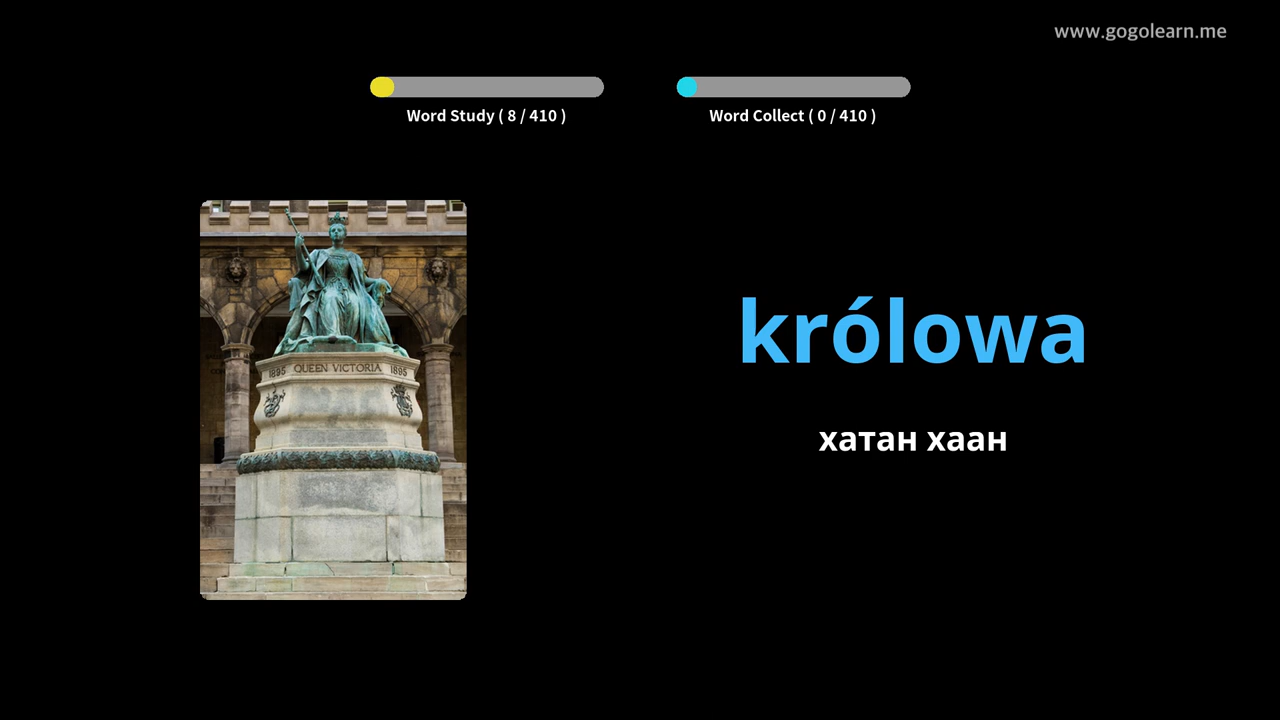 www.gogolearn.me
Word Study ( 8 / 410 )
Word Collect ( 0 / 410 )
1895 QUEEN VICTORIA 1895
królowa
хатан хаан